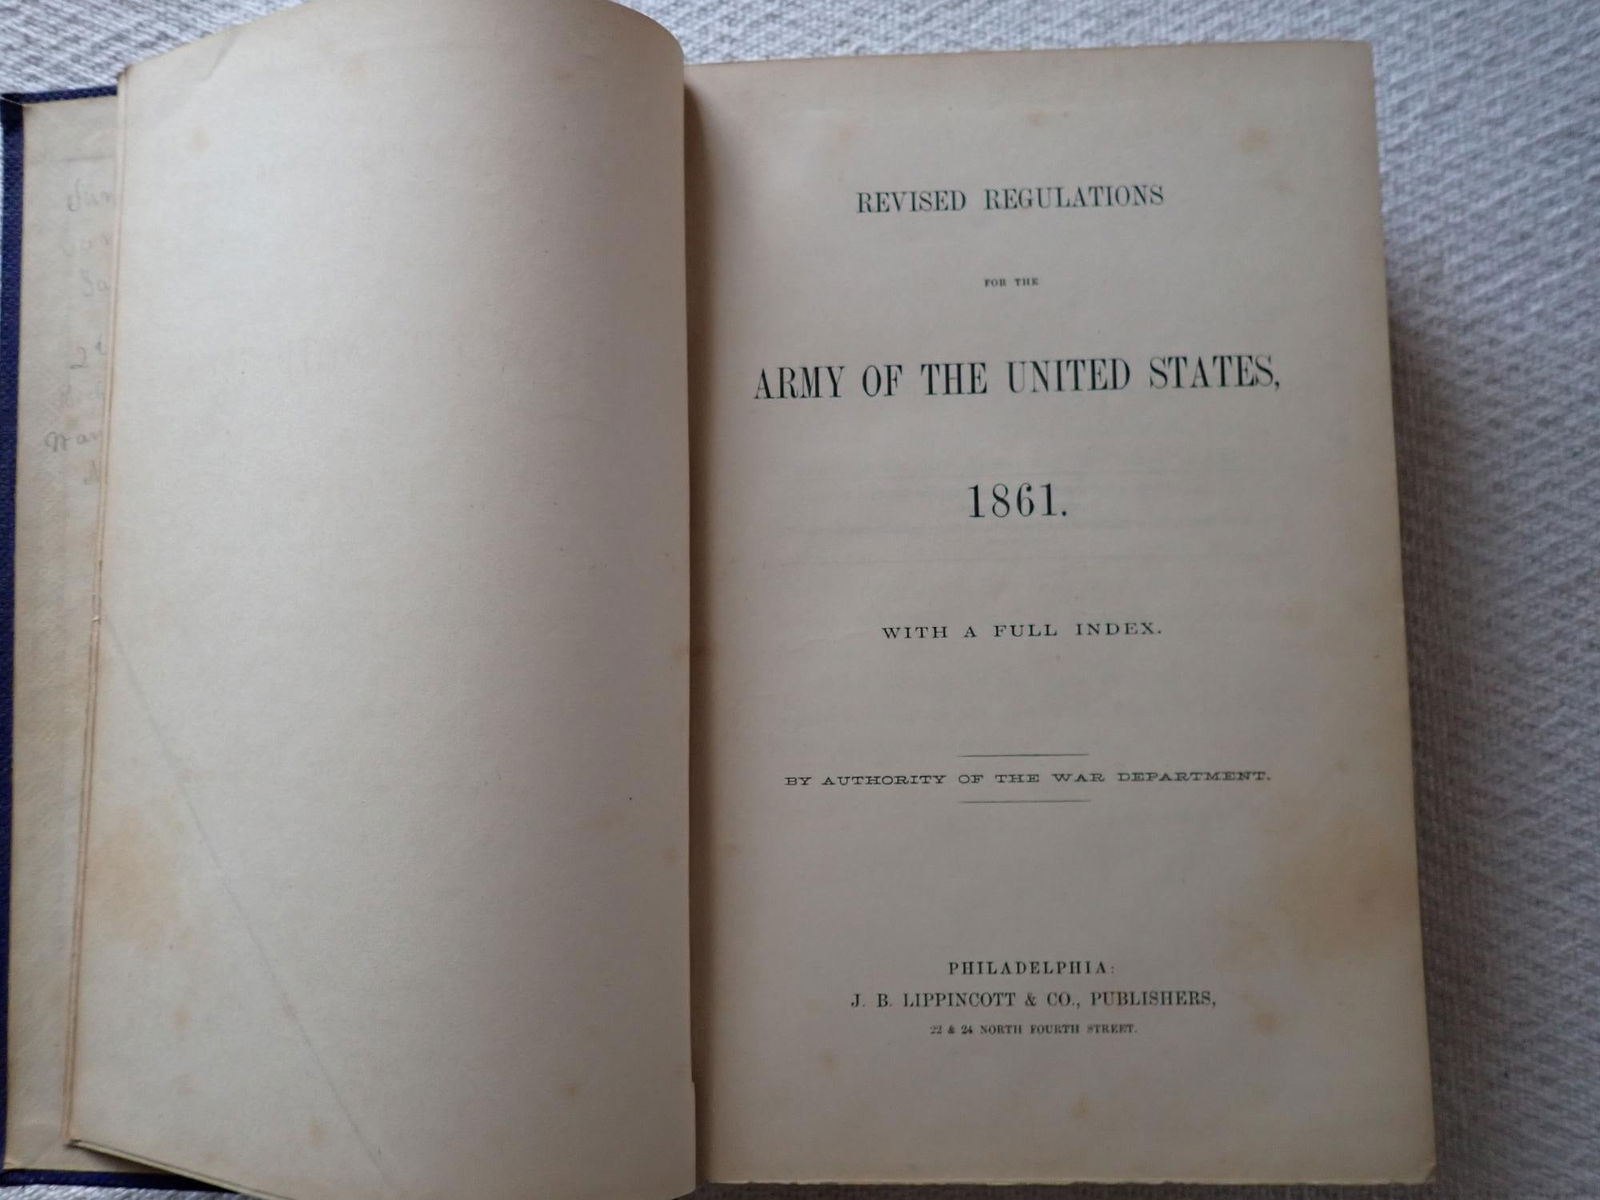 REVISED REGULATIONS
FOR THE
ARMY OF THE UNITED STATES,
1861.
WITH A FULL INDEX.
BY AUTHORITY OF THE WAR DEPARTMENT.
PHILADELPHIA:
J. B. LIPPINCOTT & CO., PUBLISHERS,
22 & 24 NORTH FOURTH STREET.